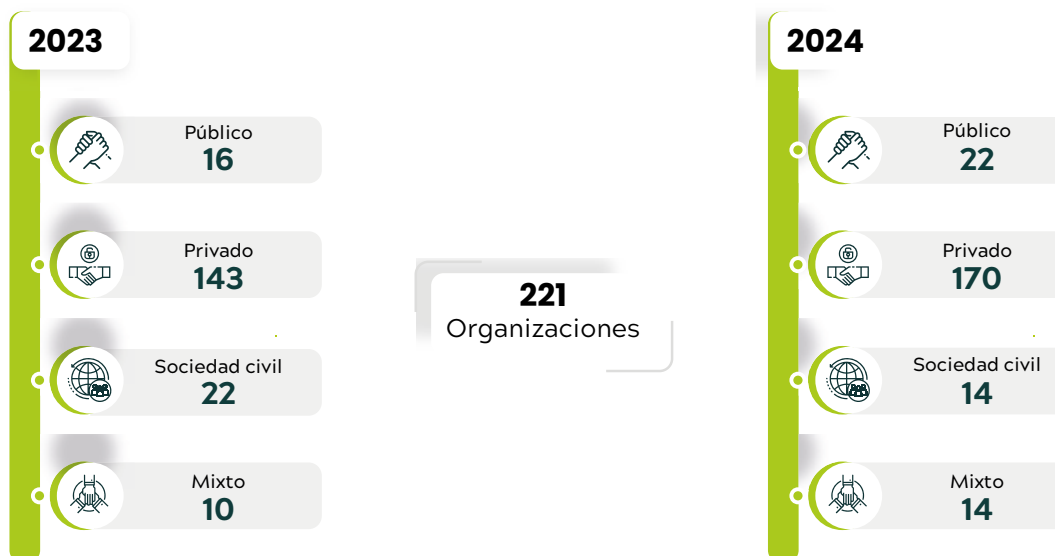 2023
Público
16
Privado
143
Sociedad civil
22
Mixto
10
221
Organizaciones
2024
Público
22
Privado
170
Sociedad civil
14
Mixto
14